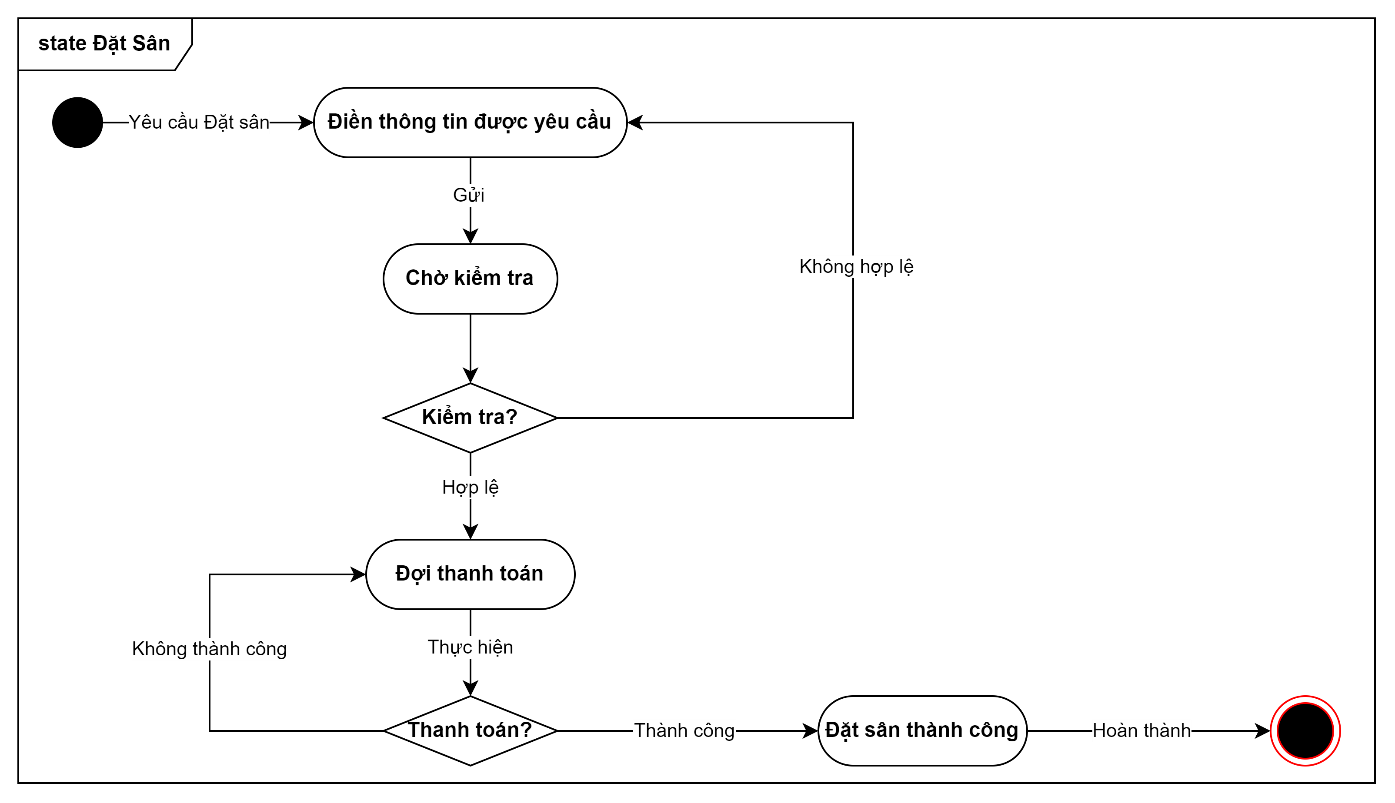 state Đặt Sân
Yêu cầu Đặt sân
Điền thông tin được yêu cầu
Gửi
Chờ kiểm tra
Không hợp lệ
Kiểm tra?
Hợp lệ
Đợi thanh toán
Không thành công
Thực hiện
Thanh toán?
Thành công
Đặt sân thành công
Hoàn thành